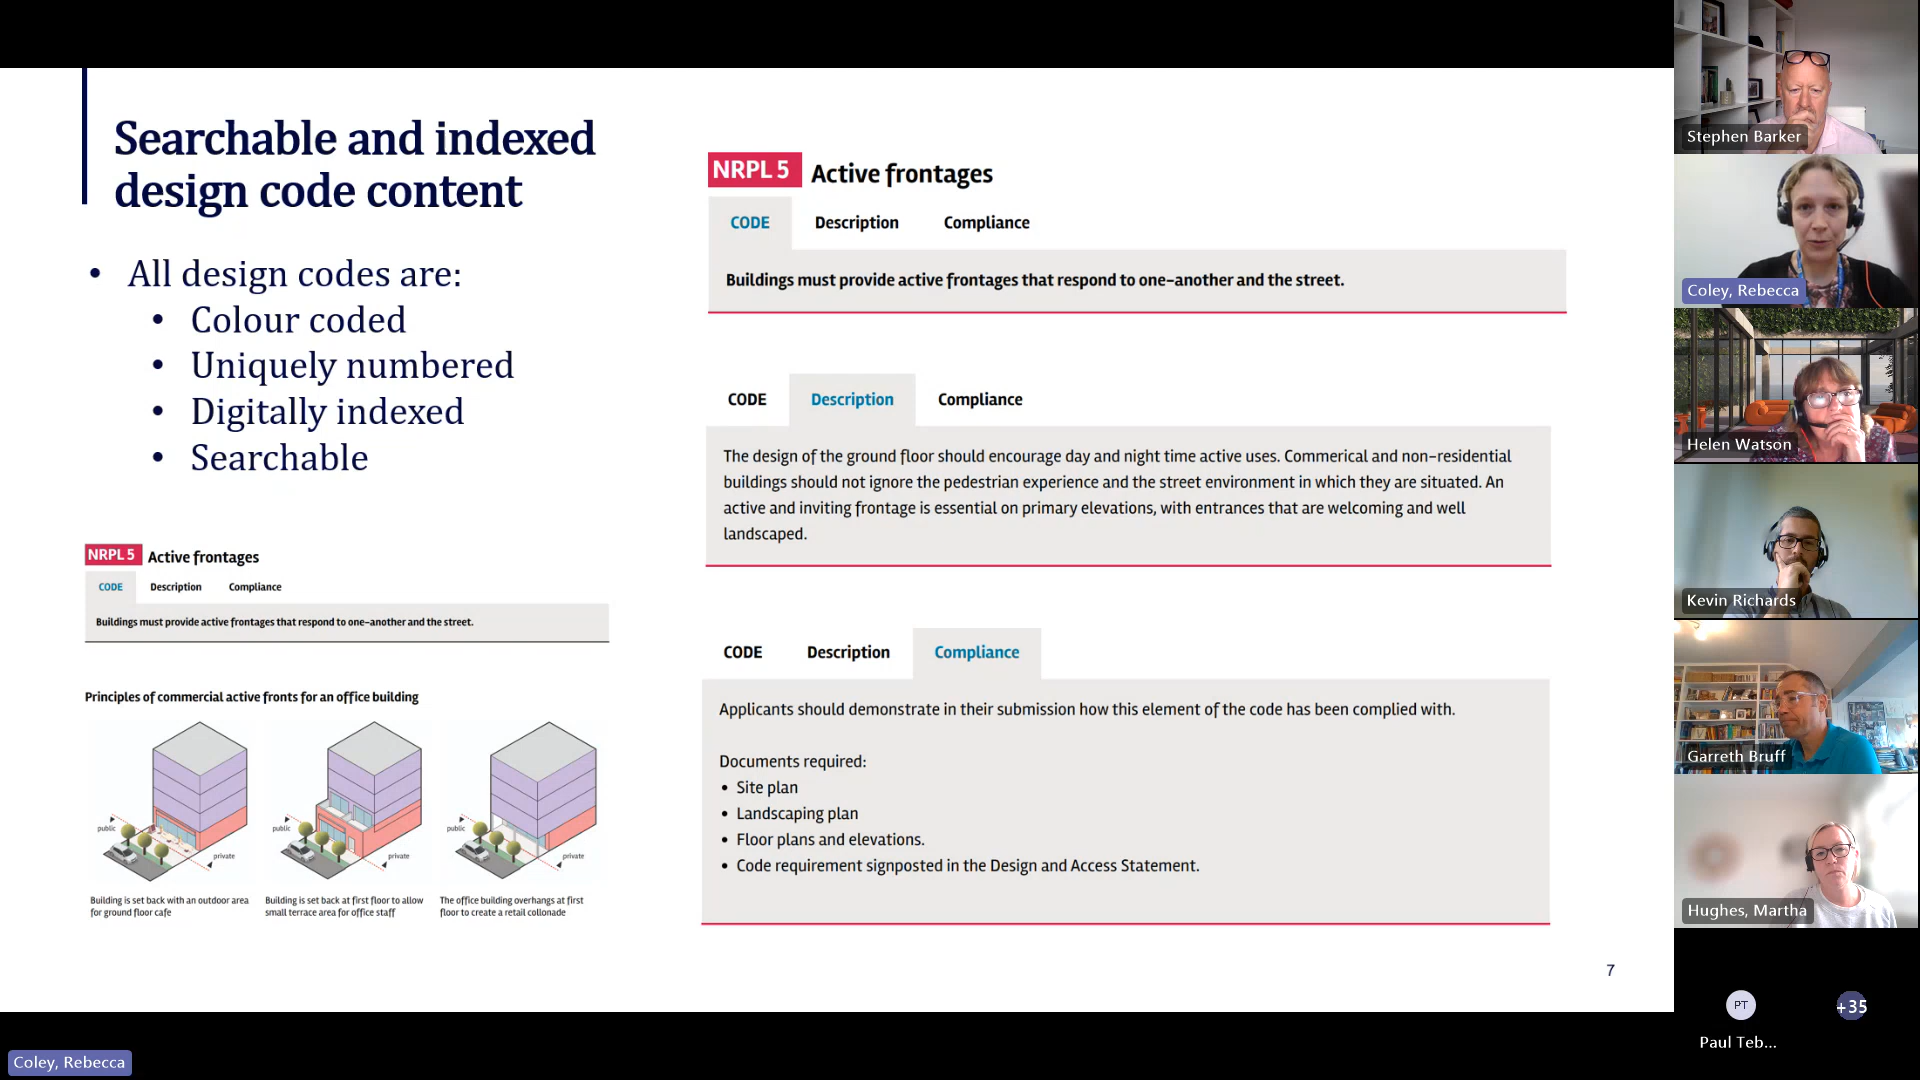 Searchable and indexed
design code content
• All design codes are:
• Colour coded
• Uniquely numbered
• Digitally indexed
• Searchable
NRPL 5 Active frontages
CODE Description Compliance
Buildings must provide active frontages that respond to one-another and the street.
Principles of commercial active fronts for an office building
public
private
public
private
public
private
Building is set back with an outdoor area
for ground floor cafe
Building is set back at first floor to allow
small terrace area for office staff
The office building overhangs at first
floor to create a retail collonade
NRPL 5 Active frontages
CODE Description Compliance
Buildings must provide active frontages that respond to one-another and the street.
CODE Description Compliance
The design of the ground floor should encourage day and night time active uses. Commerical and non-residential
buildings should not ignore the pedestrian experience and the street environment in which they are situated. An
active and inviting frontage is essential on primary elevations, with entrances that are welcoming and well
landscaped.
CODE Description Compliance
Applicants should demonstrate in their submission how this element of the code has been complied with.
Documents required:
• Site plan
• Landscaping plan
• Floor plans and elevations.
• Code requirement signposted in the Design and Access Statement.
7
Stephen Barker
Coley, Rebecca
Helen Watson
Kevin Richards
Garreth Bruff
Hughes, Martha
PT
+35
Paul Teb...
Coley, Rebecca